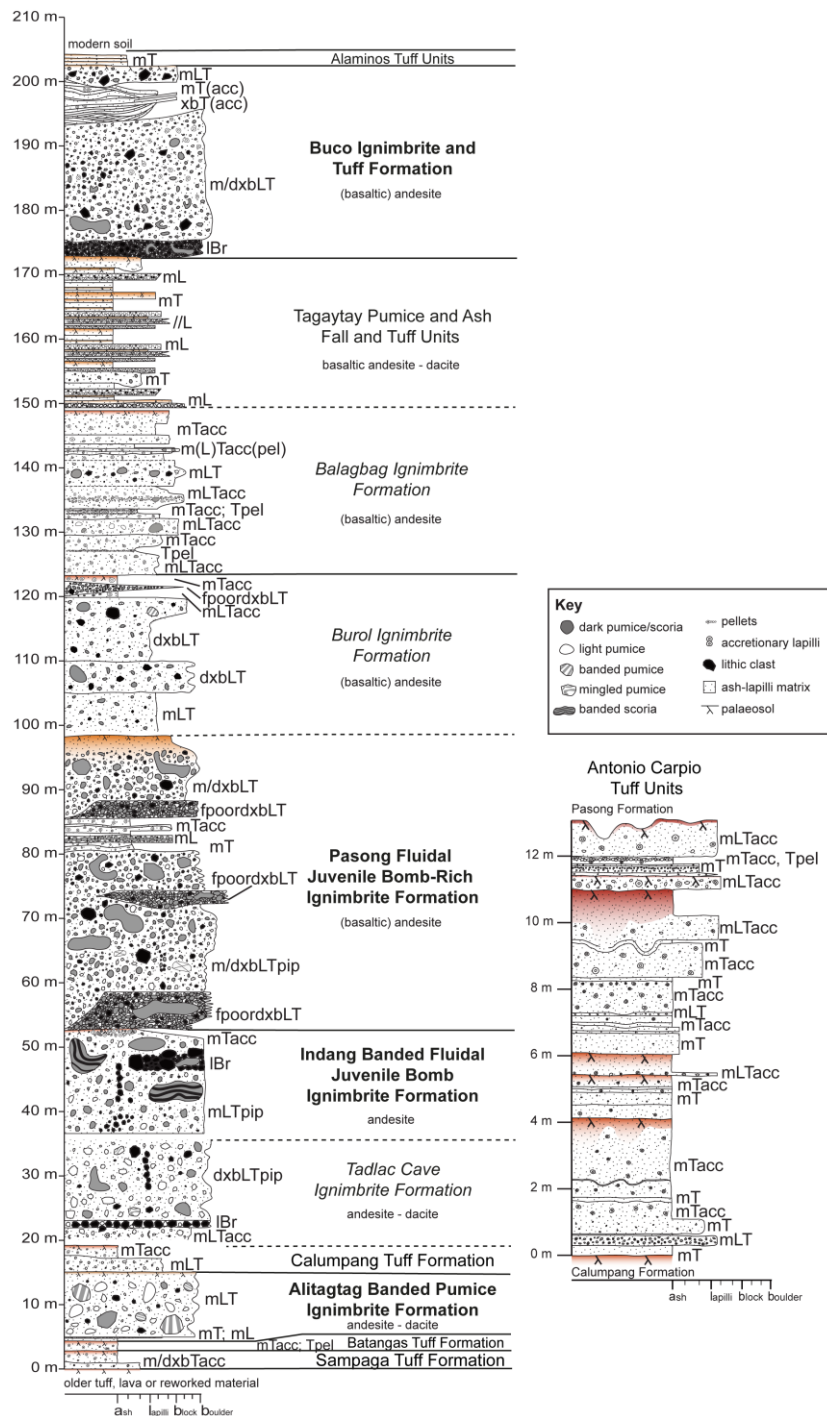 210 m
modern soil
mT
Alaminos Tuff Units
200 m
mLT
mT(acc)
xbT(acc)
190 m
Buco Ignimbrite and
Tuff Formation
(basaltic) andesite
m/dxbLT
180 m
lBr
170 m
mL
mT
Tagaytay Pumice and Ash
Fall and Tuff Units
basaltic andesite - dacite
//L
160 m
mL
mT
150 m
mL
mTacc
m(L)Tacc(pel)
140 m
mLT
Balagbag Ignimbrite
Formation
(basaltic) andesite
mLTacc
mTacc; Tpel
130 m
mLTacc
mTacc
Tpel
mLTacc
mTacc
fpoordxbLT
120 m
mLTacc
dxbLT
Burol Ignimbrite
Formation
(basaltic) andesite
110 m
dxbLT
mLT
100 m
90 m
m/dxbLT
fpoordxbLT
mTacc
mL
80 m
mT
fpoordxbLT
Pasong Fluidal
Juvenile Bomb-Rich
Ignimbrite Formation
(basaltic) andesite
70 m
m/dxbLTpip
60 m
fpoordxbLT
50 m
mTacc
lBr
Indang Banded Fluidal
Juvenile Bomb
Ignimbrite Formation
andesite
40 m
mLTpip
30 m
dxbLTpip
Tadlac Cave
Ignimbrite Formation
andesite - dacite
lBr
20 m
mLTacc
mTacc
Calumpang Tuff Formation
mLT
10 m
mLT
Alitagtag Banded Pumice
Ignimbrite Formation
andesite - dacite
mT; mL
mTacc; Tpel
Batangas Tuff Formation
0 m
m/dxbTacc
Sampaga Tuff Formation
older tuff, lava or reworked material
ash
lapilli
block
boulder
Key
dark pumice/scoria
light pumice
banded pumice
mingled pumice
banded scoria
pellets
accretionary lapilli
lithic clast
ash-lapilli matrix
palaeosol
Antonio Carpio
Tuff Units
Pasong Formation
mLTacc
12 m
mTacc, Tpel
mT
mLTacc
10 m
mLTacc
mT
mTacc
mT
8 m
mTacc
mLT
mTacc
mT
6 m
mLTacc
mTacc
mT
4 m
mTacc
2 m
mT
mTacc
mT
mLT
0 m
mT
Calumpang Formation
ash
lapilli
block
boulder